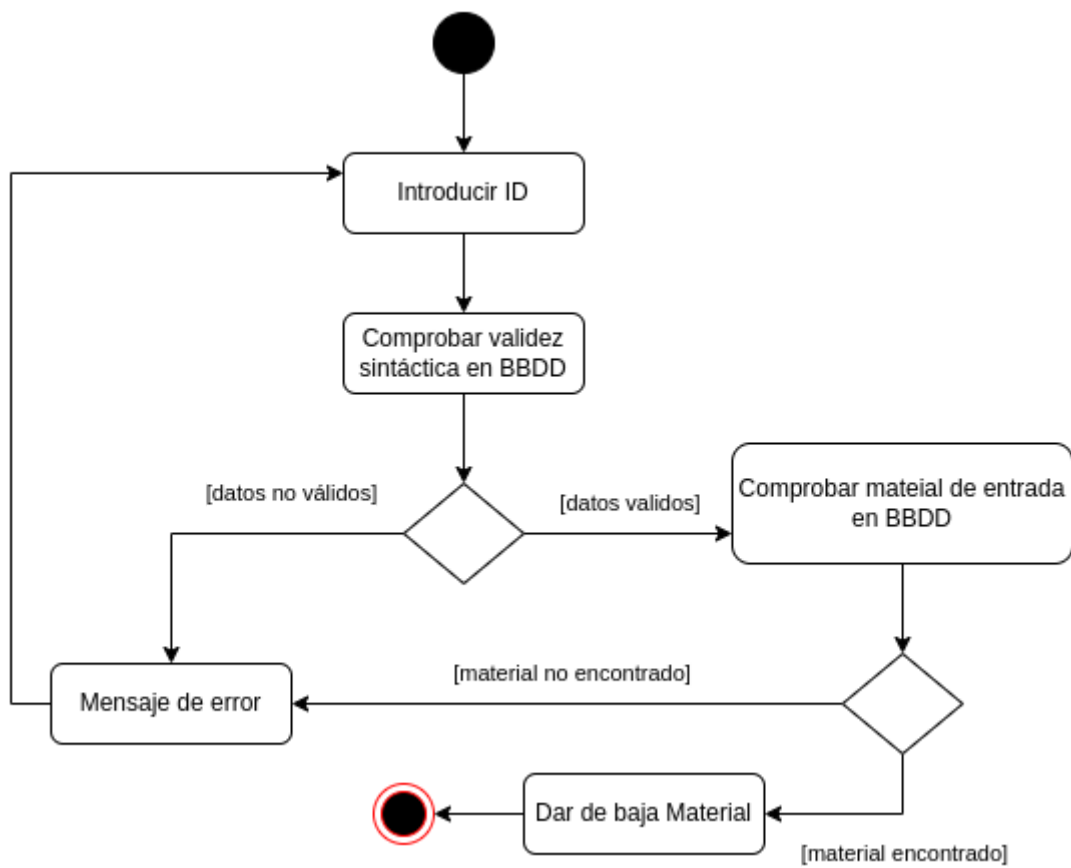 Introducir ID
Comprobar validez
sintáctica en BBDD
[datos no válidos]
[datos validos]
Comprobar mateial de entrada
en BBDD
[material no encontrado]
Mensaje de error
Dar de baja Material
[material encontrado]